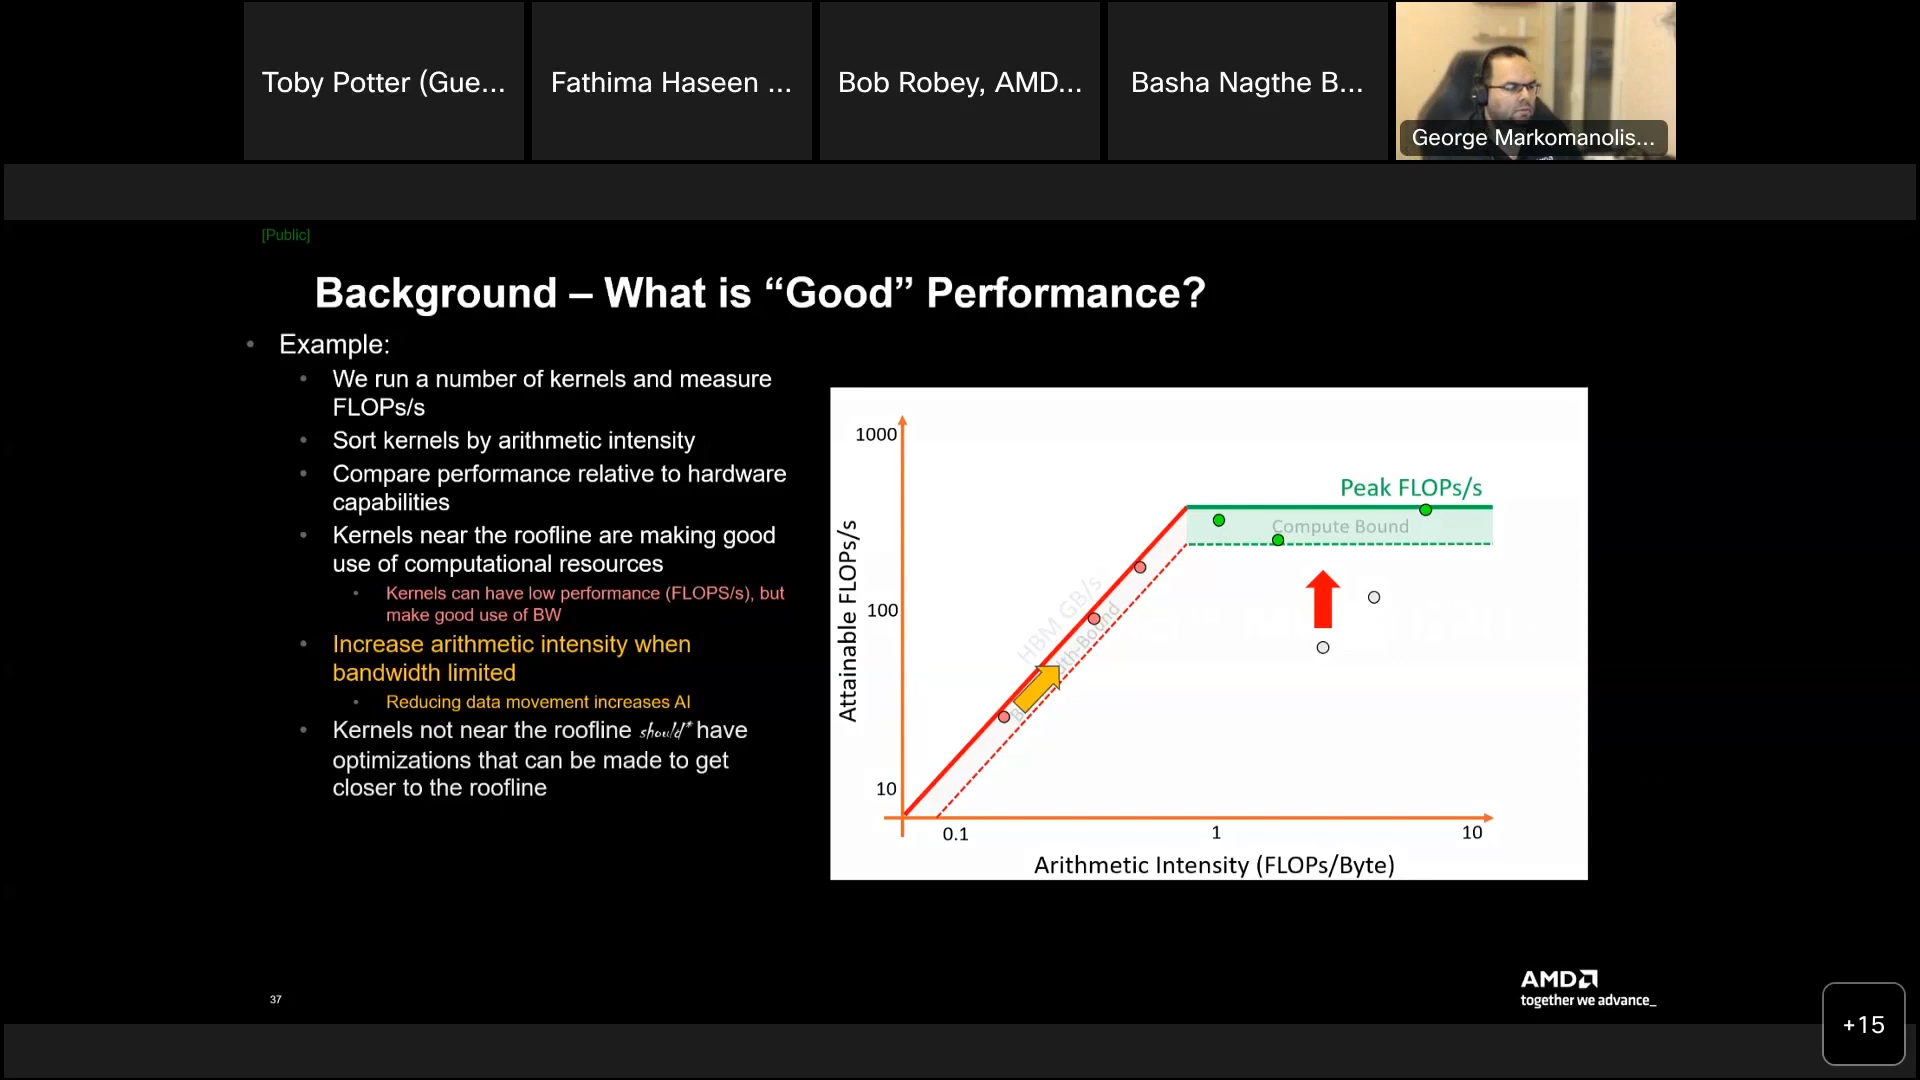 Toby Potter (Gue...
Fathima Haseen ...
Bob Robey, AMD...
Basha Nagthe B...
George Markomanolis...
[Public]
Background – What is “Good” Performance?
• Example:
• We run a number of kernels and measure
FLOPs/s
• Sort kernels by arithmetic intensity
• Compare performance relative to hardware
capabilities
• Kernels near the roofline are making good
use of computational resources
• Kernels can have low performance (FLOPS/s), but
make good use of BW
• Increase arithmetic intensity when
bandwidth limited
• Reducing data movement increases AI
• Kernels not near the roofline should* have
optimizations that can be made to get
closer to the roofline
1000
100
10
Attainable FLOPs/s
HBM GB/s
Peak FLOPs/s
Compute Bound
0.1
1
10
Arithmetic Intensity (FLOPs/Byte)
37
AMD
together we advance_
+15